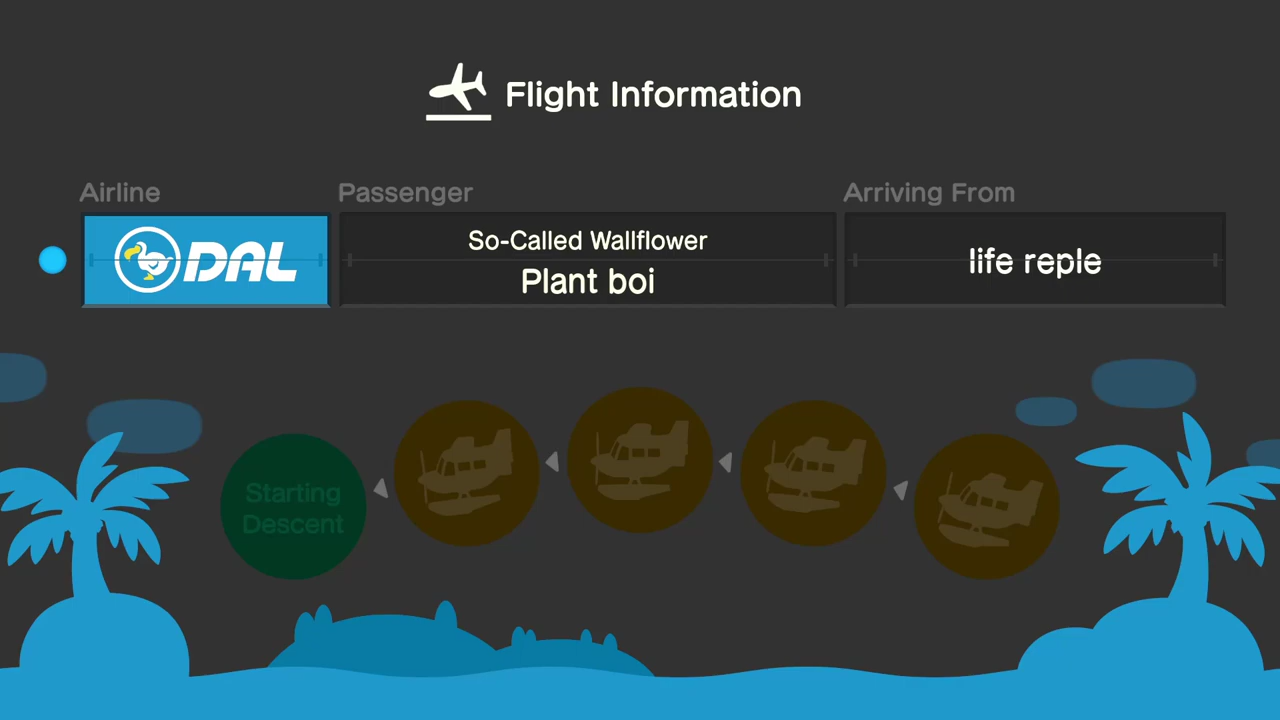 Flight Information
Airline
Passenger
Arriving From
DAL
So-Called Wallflower
Plant boi
life reple
Starting
Descent